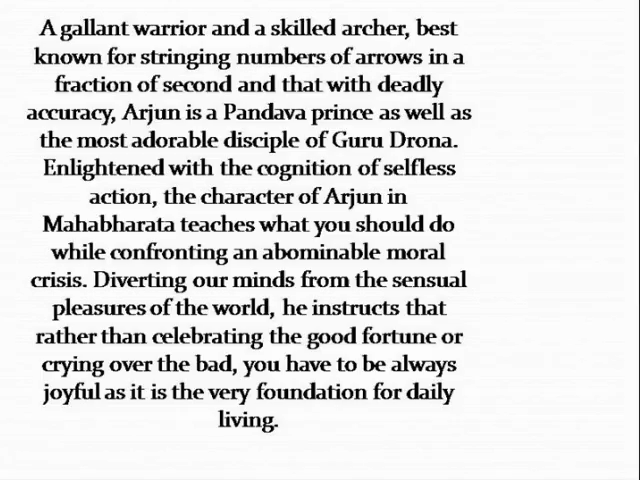 A gallant warrior and a skilled archer, best
known for stringing numbers of arrows in a
fraction of second and that with deadly
accuracy, Arjun is a Pandava prince as well as
the most adorable disciple of Guru Drona.
Enlightened with the cognition of selfless
action, the character of Arjun in
Mahabharata teaches what you should do
while confronting an abominable moral
crisis. Diverting our minds from the sensual
pleasures of the world, he instructs that
rather than celebrating the good fortune or
crying over the bad, you have to be always
joyful as it is the very foundation for daily
living.